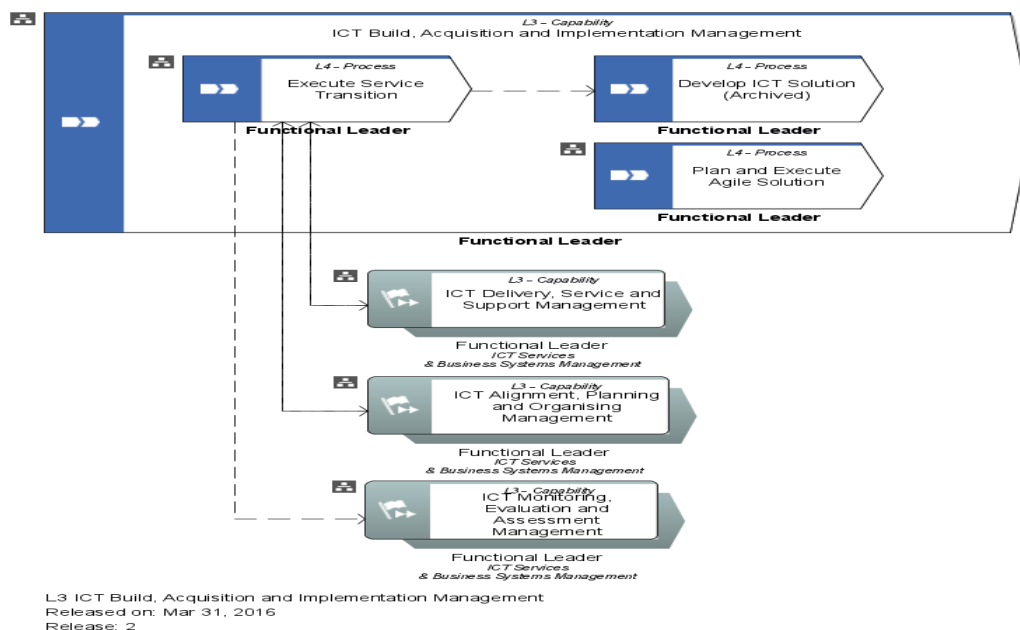 L3 - Capability
ICT Build, Acquisition and Implementation Management
L4 - Process
Execute Service
Transition
Functional Leader
L4 - Process
Develop ICT Solution
(Archived)
Functional Leader
L4 - Process
Plan and Execute
Agile Solution
Functional Leader
Functional Leader
L3 - Capability
ICT Delivery, Service and
Support Management
Functional Leader
ICT Services
& Business Systems Management
L3 - Capability
ICT Alignment, Planning
and Organising
Management
Functional Leader
ICT Services
& Business Systems Management
L3 - Capability
ICT Monitoring,
Evaluation and
Assessment
Management
Functional Leader
ICT Services
& Business Systems Management
L3 ICT Build, Acquisition and Implementation Management
Released on: Mar 31, 2016
Release: 2